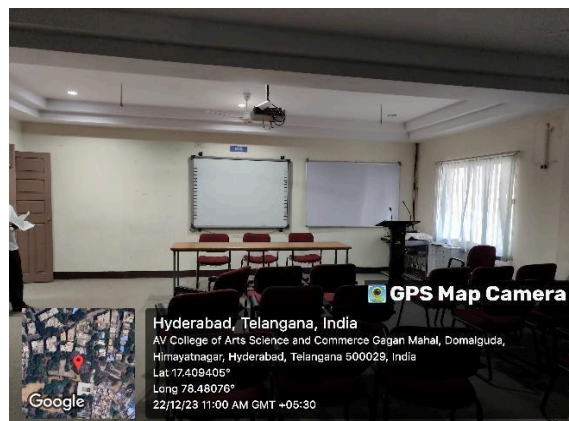 GPS Map Camera
Hyderabad, Telangana, India
AV College of Arts Science and Commerce Gagan Mahal, Domalguda,
Himayatnagar, Hyderabad, Telangana 500029, India
Lat 17.409405°
Long 78.48076°
22/12/23 11:00 AM GMT +05:30
Google